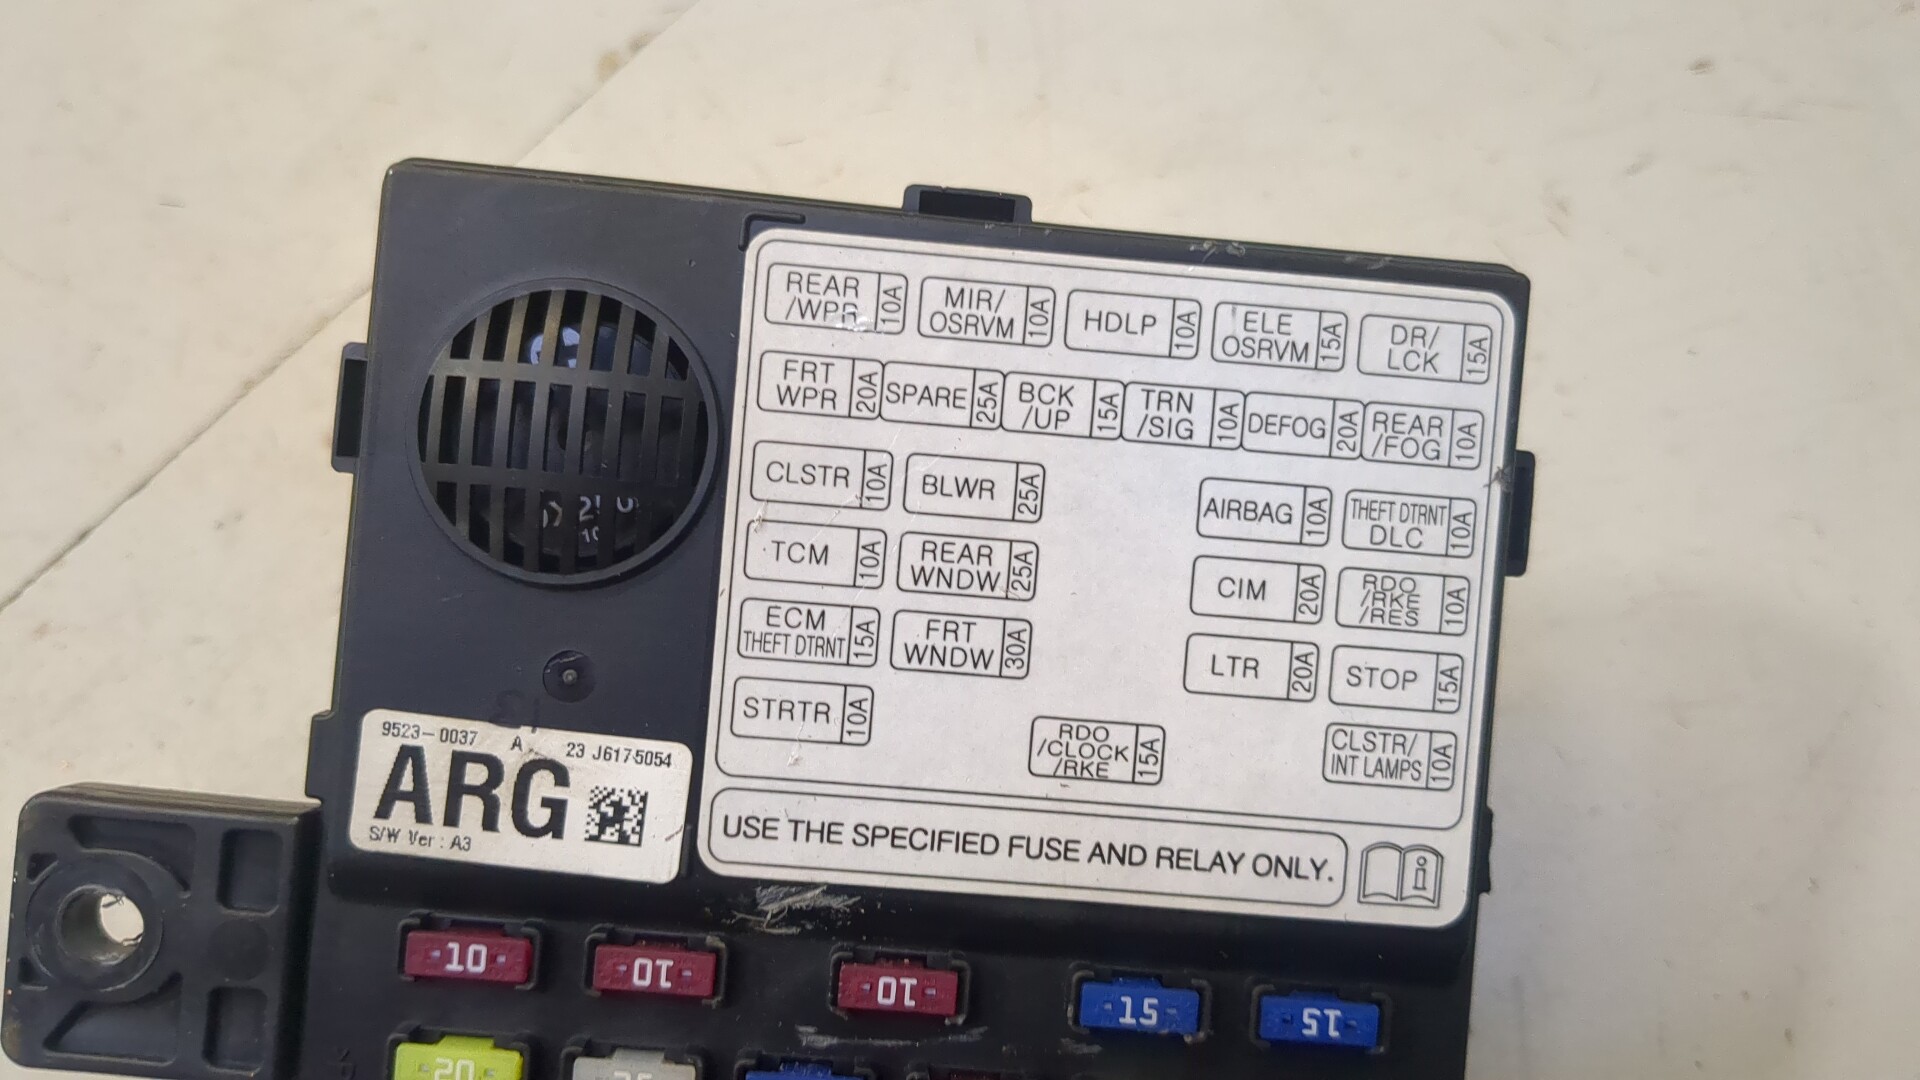 REAR
/WPR 10A
MIR/
OSRVM 10A
HDLP 10A
ELE
OSRVM 15A
DR/
LCK 15A
FRT
WPR 20A
SPARE 25A
BCK
/UP 15A
TRN
/SIG 10A
DEFOG 20A
REAR
/FOG 10A
CLSTR 10A
BLWR 25A
AIRBAG 10A
THEFT DTRNT
DLC 10A
TCM 10A
REAR
WNDW 25A
CIM 20A
RDO
/RKE
/RES 10A
ECM
THEFT DTRNT 15A
FRT
WNDW 30A
LTR 20A
STOP 15A
STRTR 10A
RDO
/CLOCK
/RKE 15A
CLSTR/
INT LAMPS 10A
USE THE SPECIFIED FUSE AND RELAY ONLY.
i
9523-0037 A 23 J6175054
ARG
S/W Ver : A3
10
10
10
15
15
20